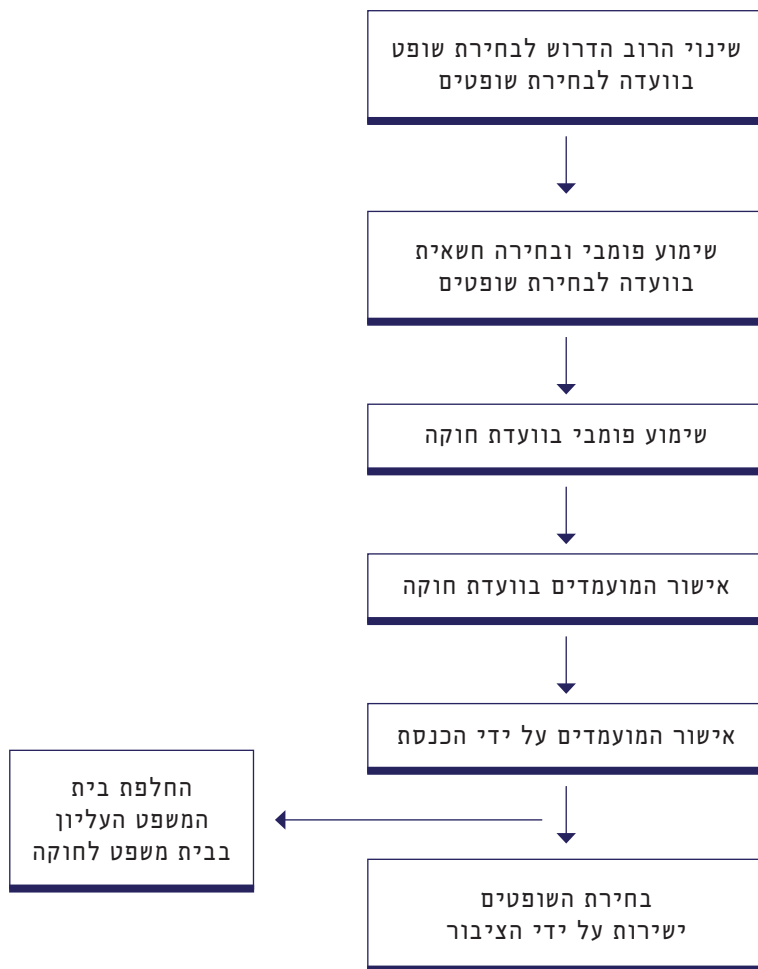 שינוי הרוב הדרוש לבחירת שופט
בוועדה לבחירת שופטים
שימוע פומבי ובחירה חשאית
בוועדה לבחירת שופטים
שימוע פומבי בוועדת חוקה
אישור המועמדים בוועדת חוקה
אישור המועמדים על ידי הכנסת
החלפת בית
המשפט העליון
בבית משפט לחוקה
בחירת השופטים
ישירות על ידי הציבור